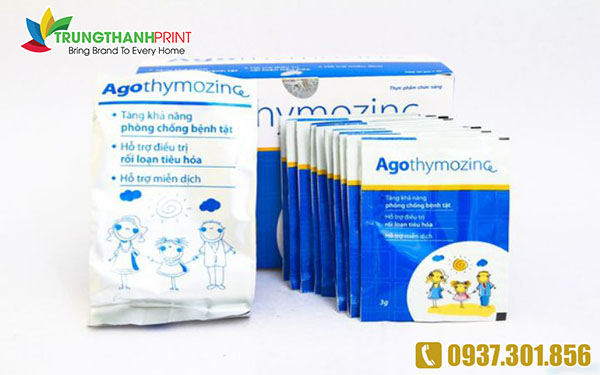 TRUNGTHANHPRINT
Bring Brand To Every Home
Thực phẩm chức năng
thymozinc
Agothymozinc
• Tăng khả năng
phòng chống bệnh tật
• Hỗ trợ điều trị
rối loạn tiêu hóa
• Hỗ trợ miễn dịch
Agothymozinc
Tăng khả năng
phòng chống bệnh tật
Hỗ trợ điều trị
rối loạn tiêu hóa
Hỗ trợ miễn dịch
3g
0937.301.856